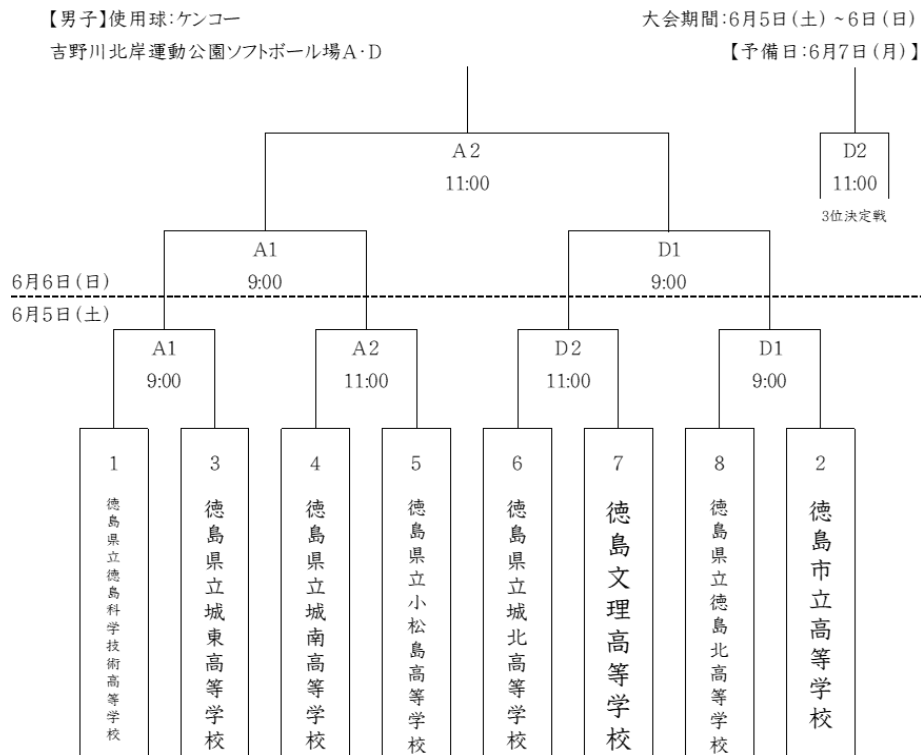 【男子】使用球:ケンコー
大会期間:6月5日(土)~6日(日)
吉野川北岸運動公園ソフトボール場A・D
【予備日:6月7日(月)】
A2
11:00
D2
11:00
3位決定戦
A1
9:00
D1
9:00
6月6日(日)
6月5日(土)
A1
9:00
A2
11:00
D2
11:00
D1
9:00
1
徳島県立徳島科学技術高等学校
3
徳島県立城東高等学校
4
徳島県立城南高等学校
5
徳島県立小松島高等学校
6
徳島県立城北高等学校
7
徳島文理高等学校
8
徳島県立徳島北高等学校
2
徳島市立高等学校